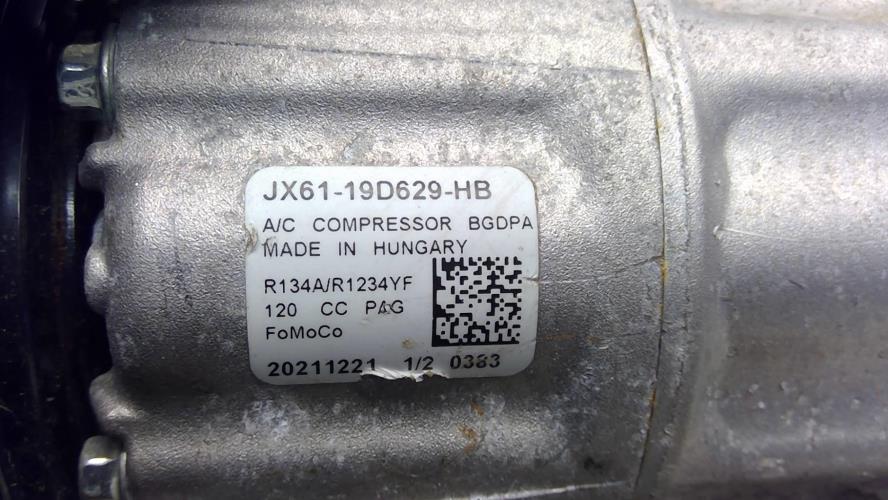 JX61-19D629-HB
A/C COMPRESSOR BGDPA
MADE IN HUNGARY
R134A/R1234YF
120 CC PAG
FoMoCo
20211221 1/2 0383